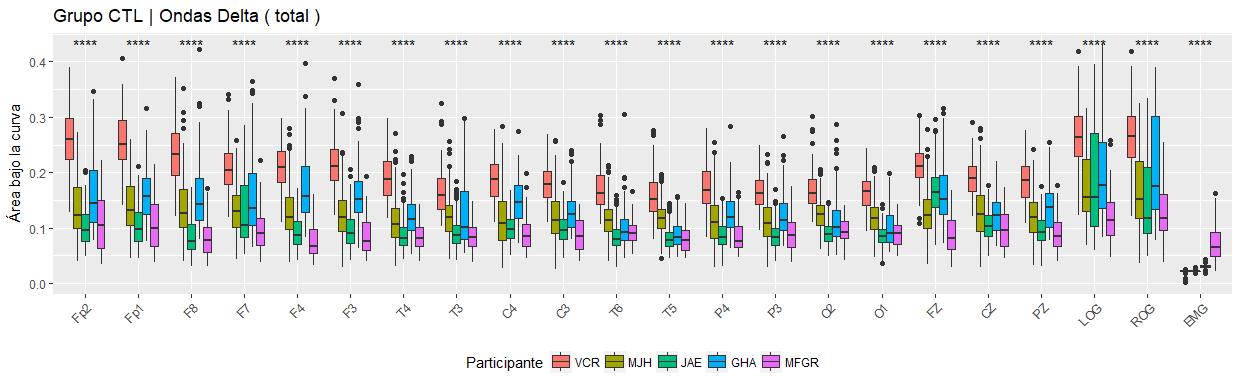 Grupo CTL | Ondas Delta ( total )
Área bajo la curva
0.4
0.3
0.2
0.1
0.0
**** **** **** **** **** **** **** **** **** **** **** **** **** **** **** **** **** **** **** **** **** ****
Fp2 Fp1 F8 F7 F4 F3 T4 T3 C4 C3 T6 T5 P4 P3 O2 O1 FZ CZ PZ LOG ROG EMG
Participante VCR MJH JAE GHA MFGR